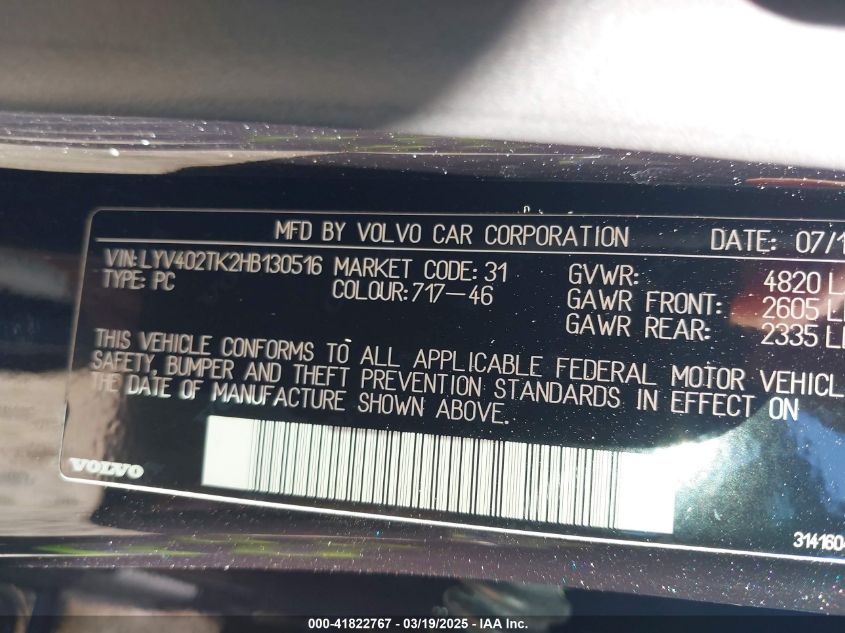 MFD BY VOLVO CAR CORPORATION DATE: 07/1
VIN: LYV402TK2HB130516 MARKET CODE: 31 GVWR: 4820 L
TYPE: PC COLOUR: 717-46 GAWR FRONT: 2605 L
GAWR REAR: 2335 L
THIS VEHICLE CONFORMS TO ALL APPLICABLE FEDERAL MOTOR VEHICL
SAFETY, BUMPER AND THEFT PREVENTION STANDARDS IN EFFECT ON
THE DATE OF MANUFACTURE SHOWN ABOVE.
VOLVO
314160
000-41822767 - 03/19/2025 - IAA Inc.